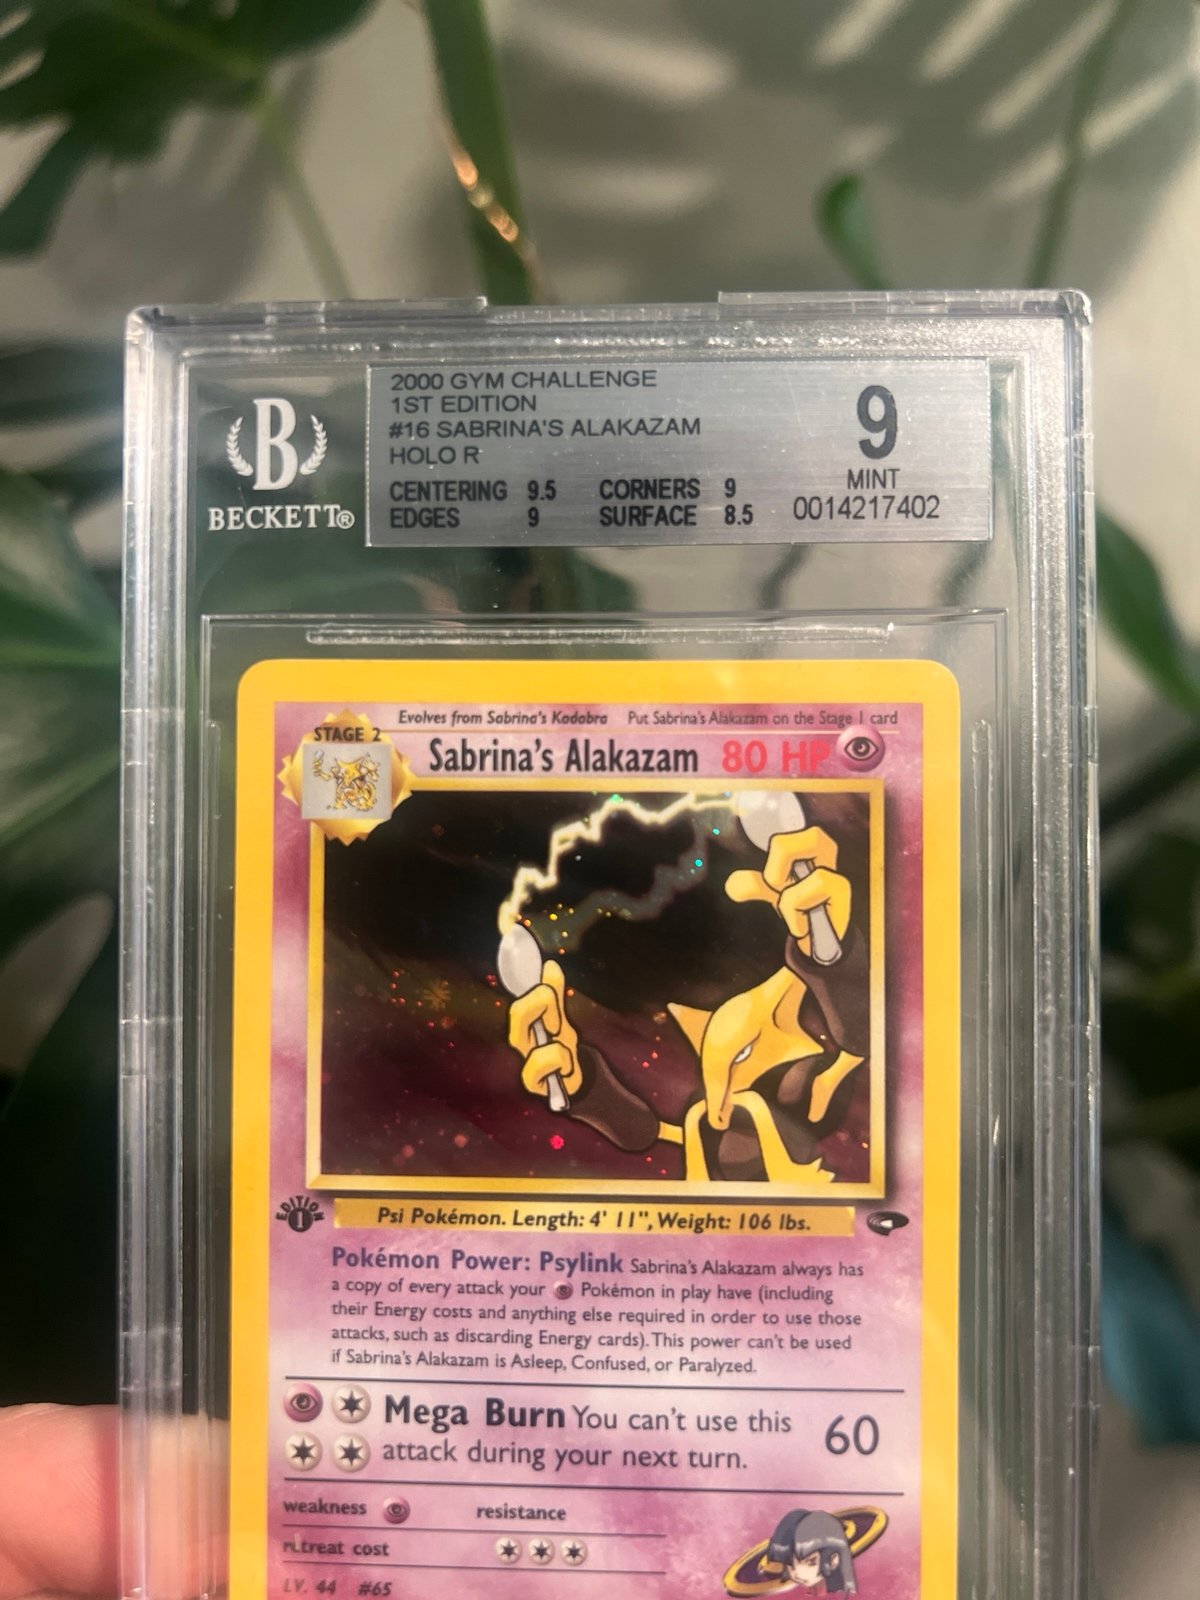 2000 GYM CHALLENGE
1ST EDITION
#16 SABRINA'S ALAKAZAM
HOLO R
CENTERING 9.5 CORNERS 9
EDGES 9 SURFACE 8.5
9
MINT
0014217402
B
BECKETT®
Evolves from Sabrina's Kadabra Put Sabrina's Alakazam on the Stage 1 card
STAGE 2
Sabrina's Alakazam 80 HP
EDITION
1
Psi Pokémon. Length: 4' 11", Weight: 106 lbs.
Pokémon Power: Psylink Sabrina's Alakazam always has
a copy of every attack your Pokémon in play have (including
their Energy costs and anything else required in order to use those
attacks, such as discarding Energy cards). This power can't be used
if Sabrina's Alakazam is Asleep, Confused, or Paralyzed.
Mega Burn You can't use this
attack during your next turn.
60
weakness resistance
retreat cost
LV. 44 #65